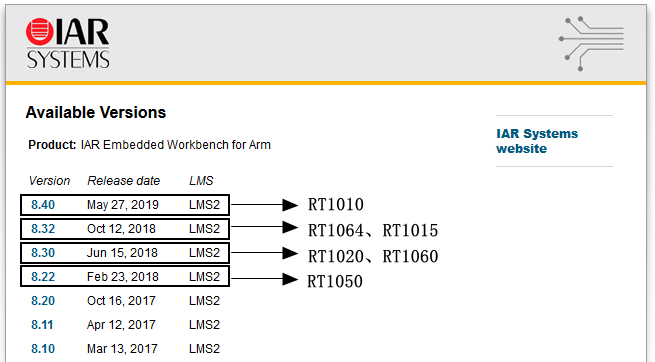 IAR
SYSTEMS
Available Versions
Product: IAR Embedded Workbench for Arm
IAR Systems
website
Version Release date LMS
8.40 May 27, 2019 LMS2 RT1010
8.32 Oct 12, 2018 LMS2 RT1064、RT1015
8.30 Jun 15, 2018 LMS2 RT1020、RT1060
8.22 Feb 23, 2018 LMS2 RT1050
8.20 Oct 16, 2017 LMS2
8.11 Apr 12, 2017 LMS2
8.10 Mar 13, 2017 LMS2